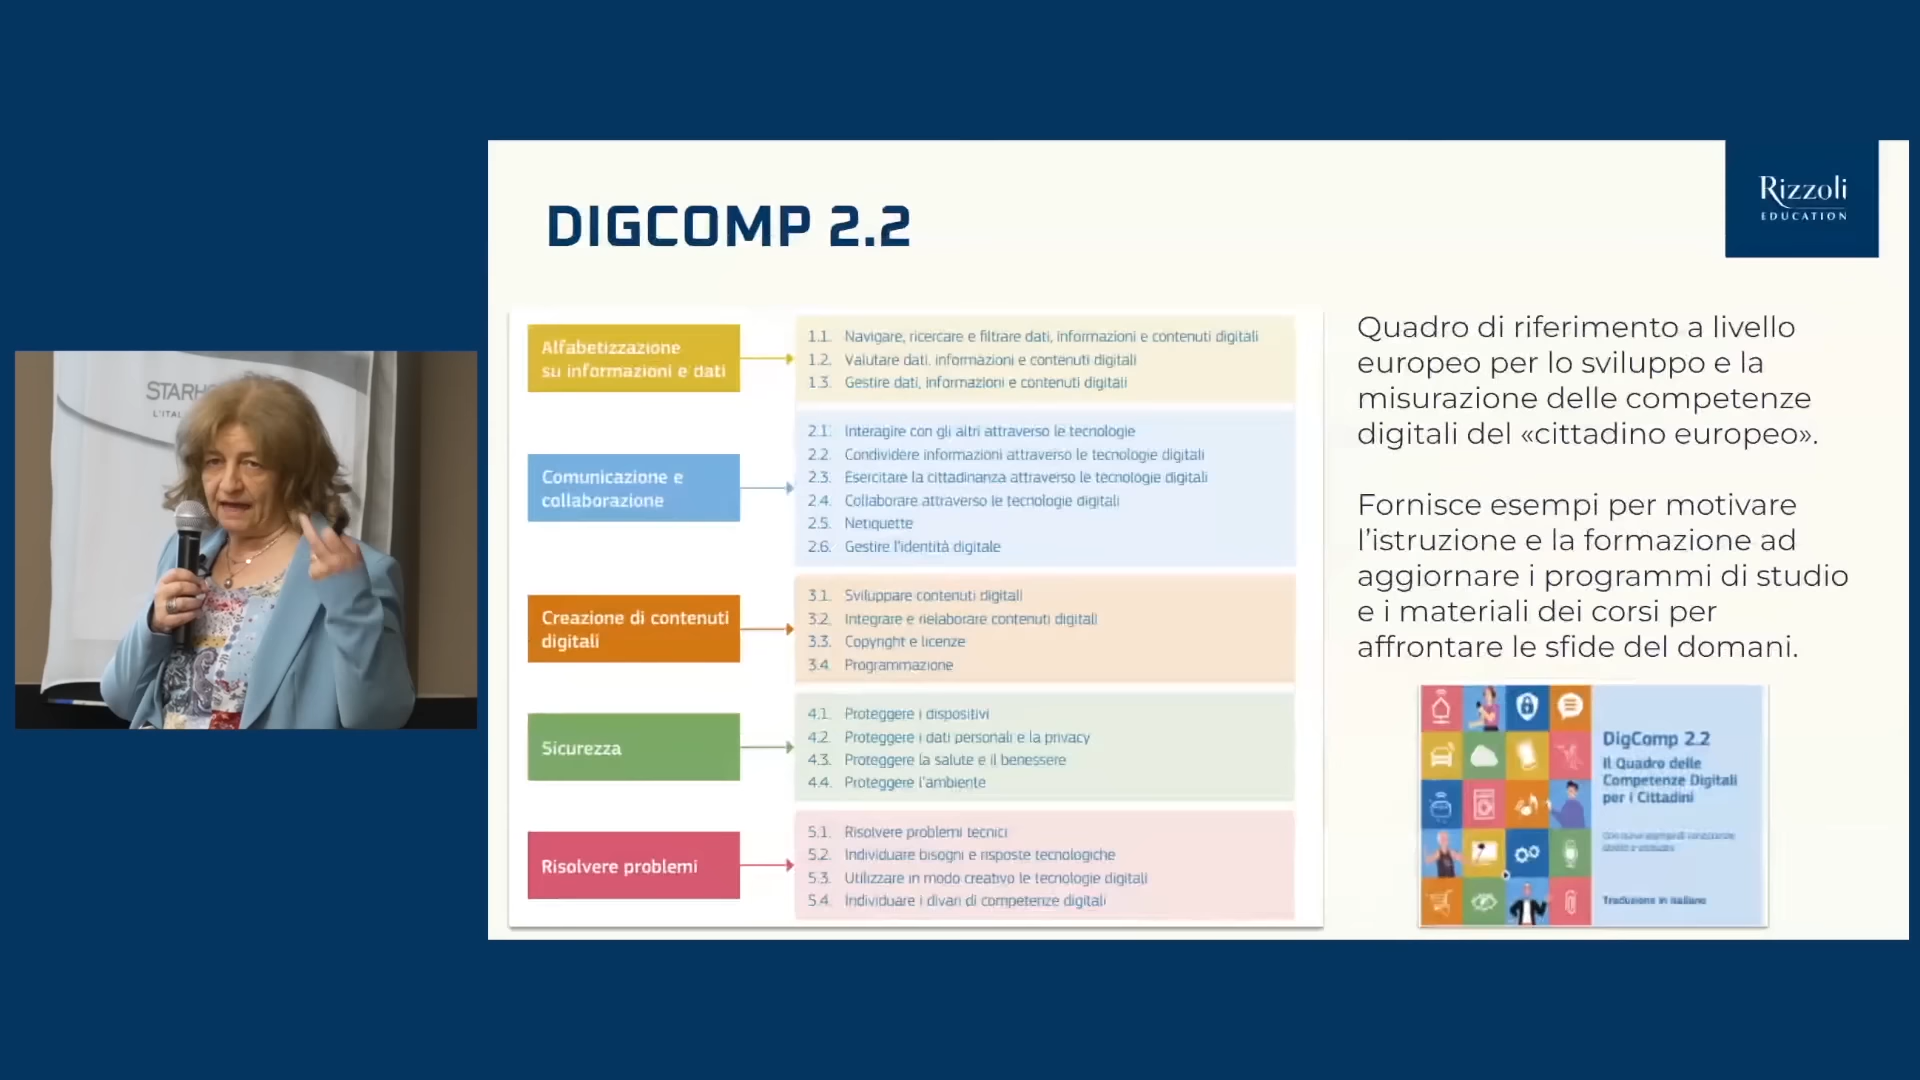 Rizzoli
EDUCATION
DIGCOMP 2.2
Alfabetizzazione
su informazioni e dati
1.1. Navigare, ricercare e filtrare dati, informazioni e contenuti digitali
1.2. Valutare dati, informazioni e contenuti digitali
1.3. Gestire dati, informazioni e contenuti digitali
Comunicazione e
collaborazione
2.1. Interagire con gli altri attraverso le tecnologie
2.2. Condividere informazioni attraverso le tecnologie digitali
2.3. Esercitare la cittadinanza attraverso le tecnologie digitali
2.4. Collaborare attraverso le tecnologie digitali
2.5. Netiquette
2.6. Gestire l'identità digitale
Creazione di contenuti
digitali
3.1. Sviluppare contenuti digitali
3.2. Integrare e rielaborare contenuti digitali
3.3. Copyright e licenze
3.4. Programmazione
Sicurezza
4.1. Proteggere i dispositivi
4.2. Proteggere i dati personali e la privacy
4.3. Proteggere la salute e il benessere
4.4. Proteggere l'ambiente
Risolvere problemi
5.1. Risolvere problemi tecnici
5.2. Individuare bisogni e risposte tecnologiche
5.3. Utilizzare in modo creativo le tecnologie digitali
5.4. Individuare i divari di competenze digitali
Quadro di riferimento a livello
europeo per lo sviluppo e la
misurazione delle competenze
digitali del «cittadino europeo».
Fornisce esempi per motivare
l'istruzione e la formazione ad
aggiornare i programmi di studio
e i materiali dei corsi per
affrontare le sfide del domani.
DigComp 2.2
Il Quadro delle
Competenze Digitali
per i Cittadini
Traduzione in italiano
STARH
L'ITAL